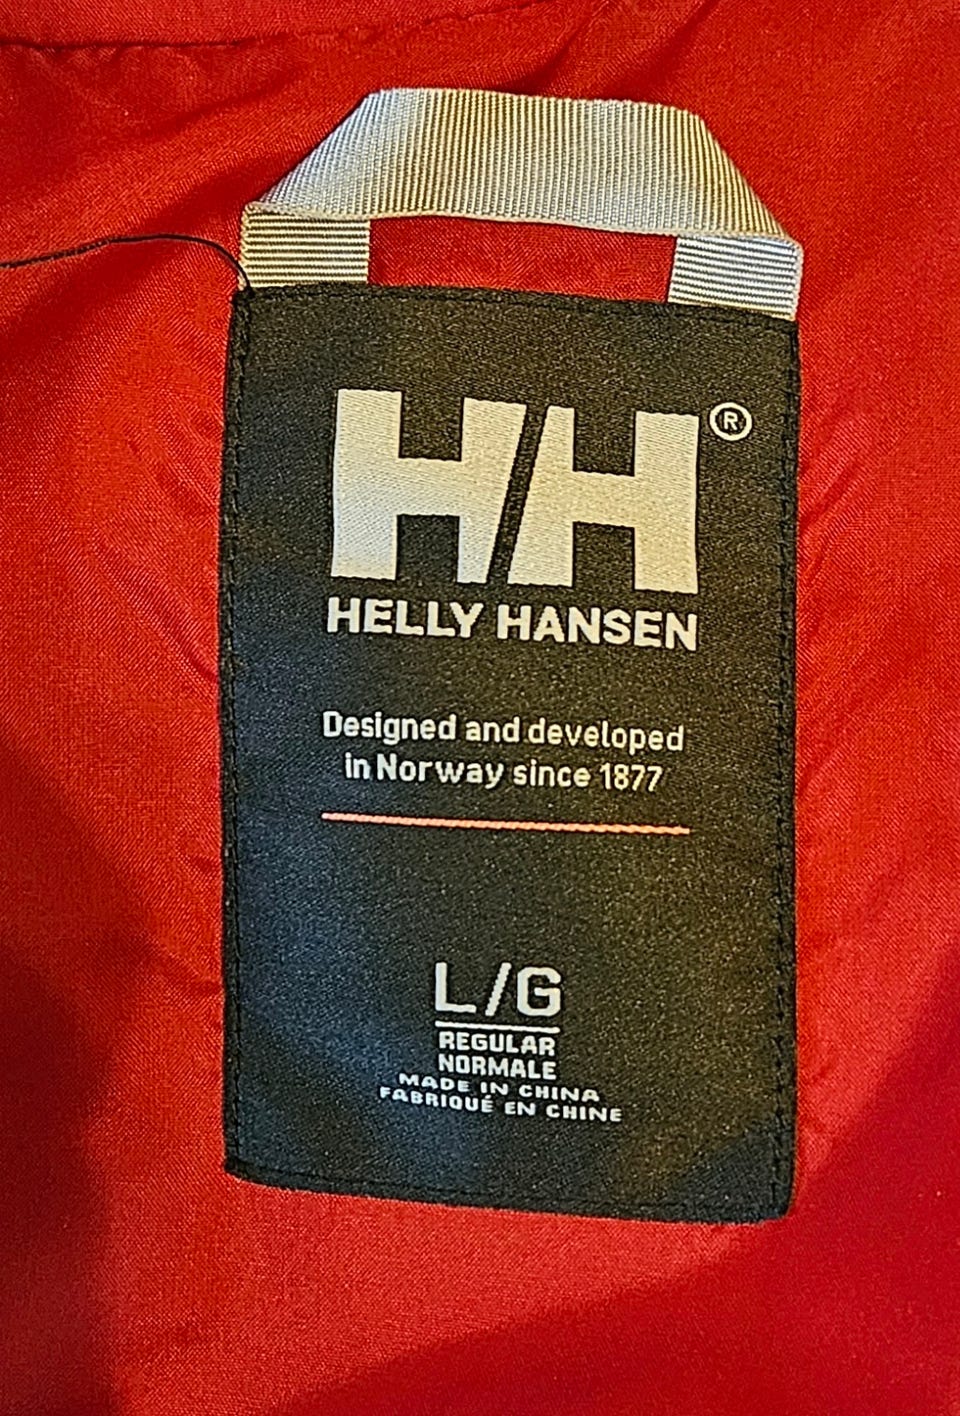 HH®
HELLY HANSEN
Designed and developed
in Norway since 1877
L/G
REGULAR
NORMALE
MADE IN CHINA
FABRIQUÉ EN CHINE